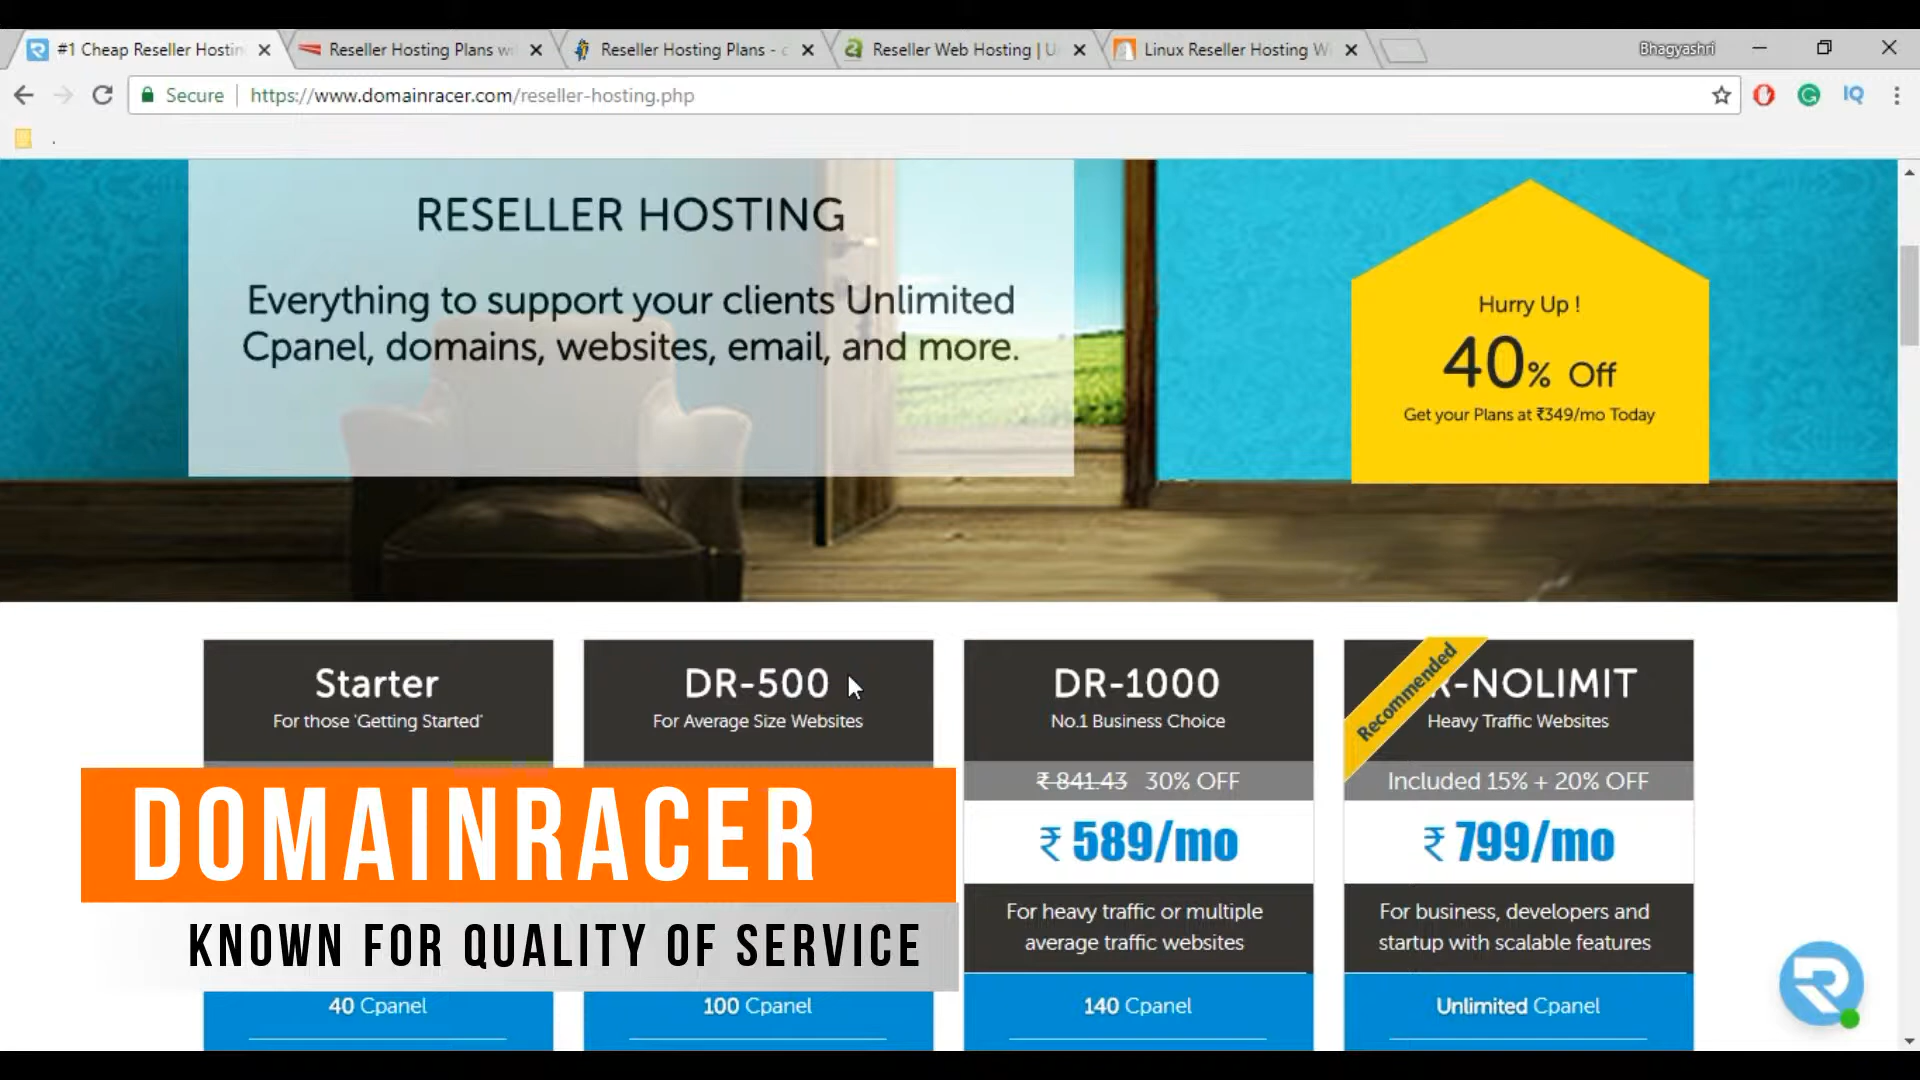 #1 Cheap Reseller Hostin
Reseller Hosting Plans w
Reseller Hosting Plans - c
Reseller Web Hosting | U
Linux Reseller Hosting W
Bhagyashri
Secure
https://www.domainracer.com/reseller-hosting.php
IQ
RESELLER HOSTING
Everything to support your clients Unlimited
Cpanel, domains, websites, email, and more.
Hurry Up !
40% Off
Get your Plans at ₹349/mo Today
Starter
For those 'Getting Started'
DR-500
For Average Size Websites
DR-1000
No.1 Business Choice
Recommended
R-NOLIMIT
Heavy Traffic Websites
₹ 841.43 30% OFF
Included 15% + 20% OFF
₹ 589/mo
₹ 799/mo
DOMAINRACER
KNOWN FOR QUALITY OF SERVICE
For heavy traffic or multiple
average traffic websites
For business, developers and
startup with scalable features
40 Cpanel
100 Cpanel
140 Cpanel
Unlimited Cpanel